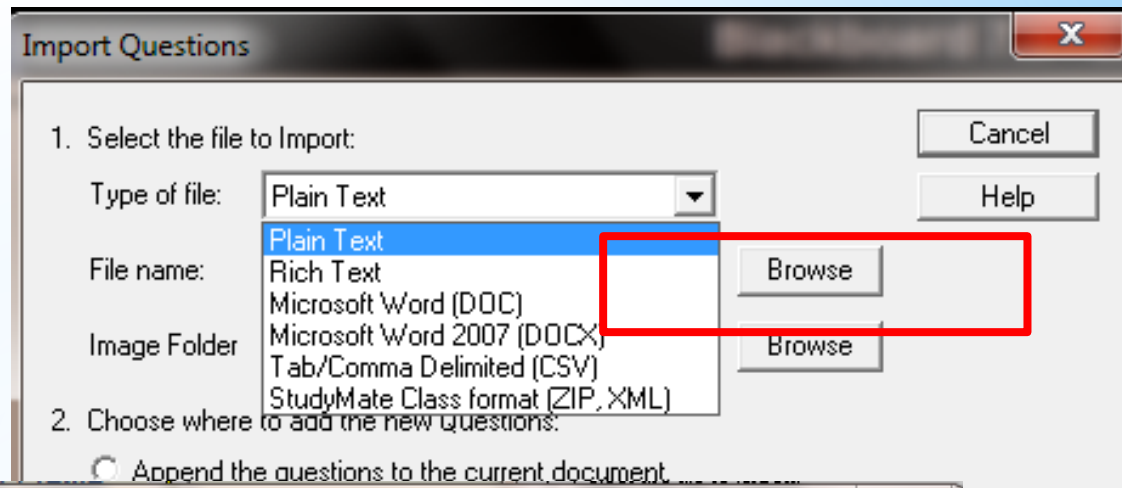 Import Questions
1. Select the file to Import:
Cancel
Type of file: Plain Text
Help
Plain Text
File name: Rich Text Browse
Microsoft Word (DOC)
Image Folder Microsoft Word 2007 (DOCX) Browse
Tab/Comma Delimited (CSV)
StudyMate Class format (ZIP, XML)
2. Choose where to add the new Questions:
Append the questions to the current document